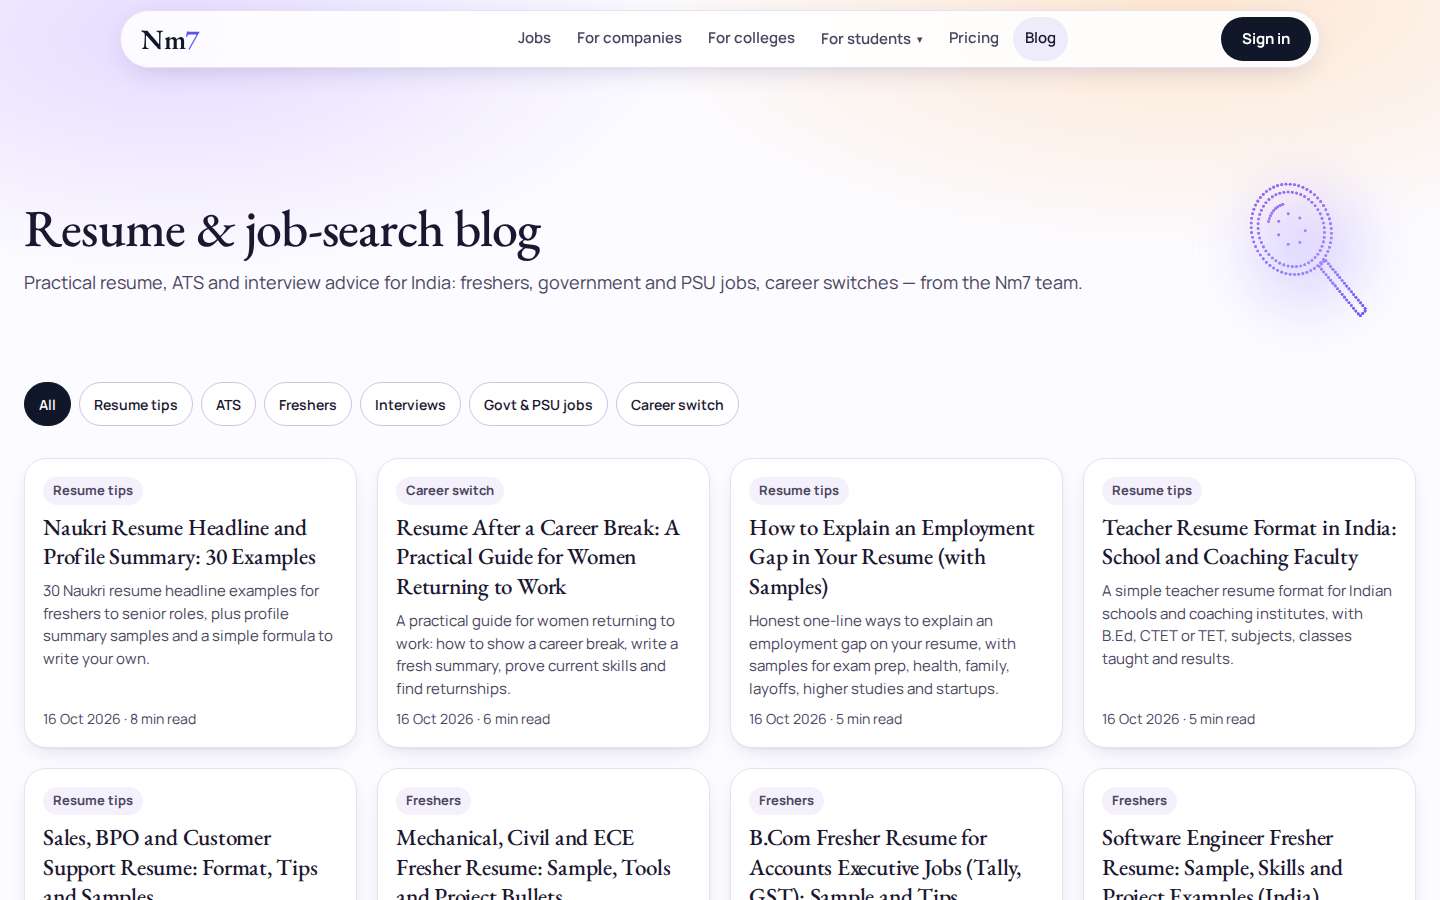 Nm7
Jobs
For companies
For colleges
For students ▾
Pricing
Blog
Sign in
Resume & job-search blog
Practical resume, ATS and interview advice for India: freshers, government and PSU jobs, career switches — from the Nm7 team.
All
Resume tips
ATS
Freshers
Interviews
Govt & PSU jobs
Career switch
Resume tips
Naukri Resume Headline and
Profile Summary: 30 Examples
30 Naukri resume headline examples for
freshers to senior roles, plus profile
summary samples and a simple formula to
write your own.
16 Oct 2026 · 8 min read
Career switch
Resume After a Career Break: A
Practical Guide for Women
Returning to Work
A practical guide for women returning to
work: how to show a career break, write a
fresh summary, prove current skills and
find returnships.
16 Oct 2026 · 6 min read
Resume tips
How to Explain an Employment
Gap in Your Resume (with
Samples)
Honest one-line ways to explain an
employment gap on your resume, with
samples for exam prep, health, family,
layoffs, higher studies and startups.
16 Oct 2026 · 5 min read
Resume tips
Teacher Resume Format in India:
School and Coaching Faculty
A simple teacher resume format for Indian
schools and coaching institutes, with
B.Ed, CTET or TET, subjects, classes
taught and results.
16 Oct 2026 · 5 min read
Resume tips
Sales, BPO and Customer
Support Resume: Format, Tips
and Samples
Freshers
Mechanical, Civil and ECE
Fresher Resume: Sample, Tools
and Project Bullets
Freshers
B.Com Fresher Resume for
Accounts Executive Jobs (Tally,
GST): Sample and Tips
Freshers
Software Engineer Fresher
Resume: Sample, Skills and
Project Examples (India)